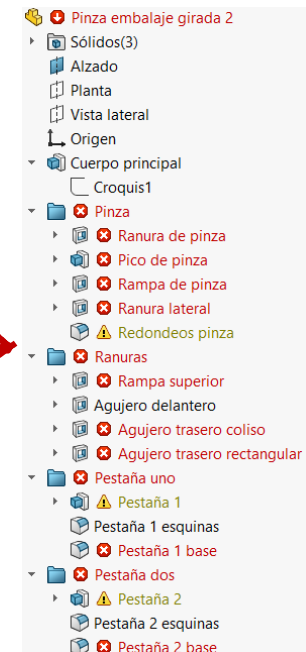 Pinza embalaje girada 2
Sólidos(3)
Alzado
Planta
Vista lateral
Origen
Cuerpo principal
Croquis1
Pinza
Ranura de pinza
Pico de pinza
Rampa de pinza
Ranura lateral
Redondeos pinza
Ranuras
Rampa superior
Agujero delantero
Agujero trasero coliso
Agujero trasero rectangular
Pestaña uno
Pestaña 1
Pestaña 1 esquinas
Pestaña 1 base
Pestaña dos
Pestaña 2
Pestaña 2 esquinas
Pestaña 2 base